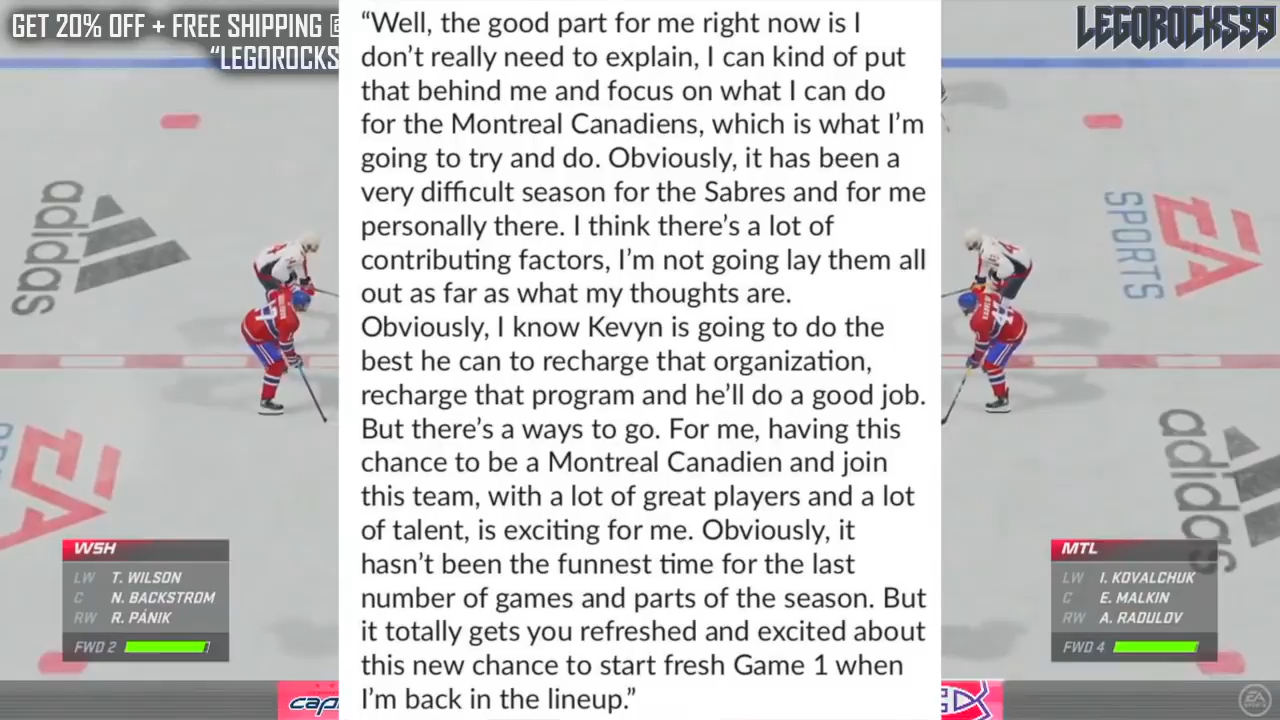 GET 20% OFF + FREE SHIPPING @
“LEGOROCKS
LEGOROCKS99
“Well, the good part for me right now is I
don’t really need to explain, I can kind of put
that behind me and focus on what I can do
for the Montreal Canadiens, which is what I’m
going to try and do. Obviously, it has been a
very difficult season for the Sabres and for me
personally there. I think there’s a lot of
contributing factors, I’m not going lay them all
out as far as what my thoughts are.
Obviously, I know Kevyn is going to do the
best he can to recharge that organization,
recharge that program and he’ll do a good job.
But there’s a ways to go. For me, having this
chance to be a Montreal Canadien and join
this team, with a lot of great players and a lot
of talent, is exciting for me. Obviously, it
hasn’t been the funnest time for the last
number of games and parts of the season. But
it totally gets you refreshed and excited about
this new chance to start fresh Game 1 when
I’m back in the lineup.”
adidas
SPORTS
adidas
WSH
LW T. WILSON
C N. BACKSTROM
RW R. PÁNIK
FWD 2
MTL
LW I. KOVALCHUK
C E. MALKIN
RW A. RADULOV
FWD 4